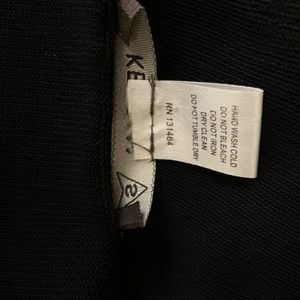 HAND WASH COLD
DO NOT BLEACH
DO NOT IRON
DRY CLEAN
DO NOT TUMBLE DRY
RN 131464
KE
S